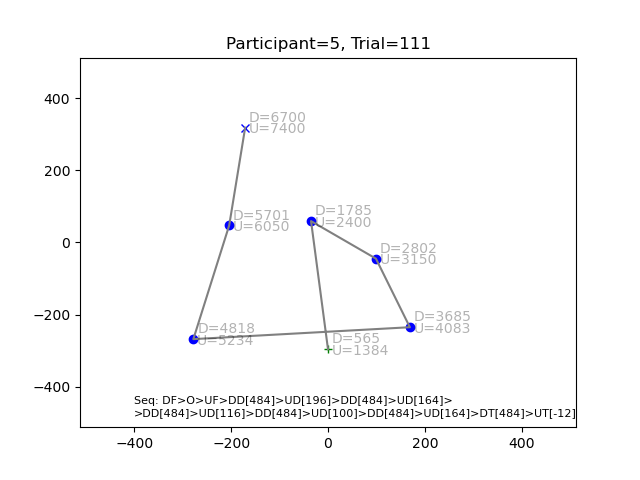 Participant=5, Trial=111
400
200
0
−200
−400
D=6700
U=7400
D=5701
U=6050
D=1785
U=2400
D=2802
U=3150
D=3685
U=4083
D=4818
U=5234
D=565
U=1384
Seq: DF>O>UF>DD[484]>UD[196]>DD[484]>UD[164]>
>DD[484]>UD[116]>DD[484]>UD[100]>DD[484]>UD[164]>DT[484]>UT[-12]
−400 −200 0 200 400